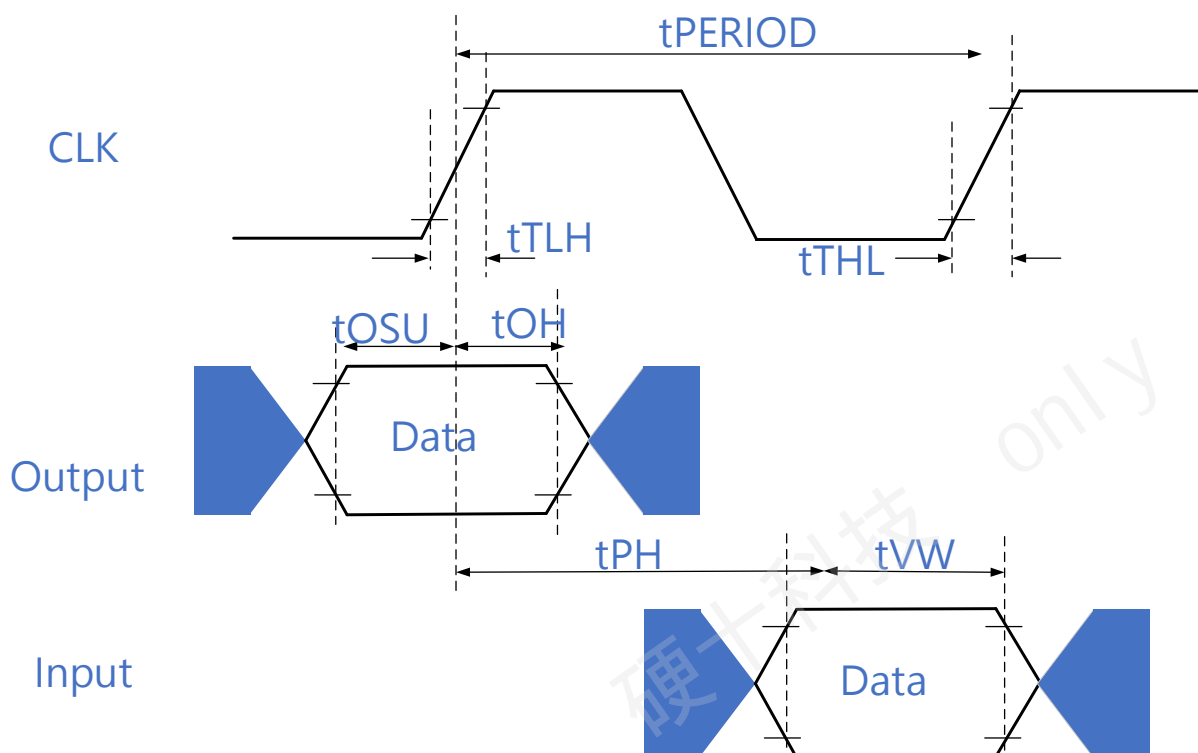 tPERIOD
CLK
tTLH
tTHL
tOSU
tOH
Data
Output
tPH
tVW
Input
Data
硬十科技 only